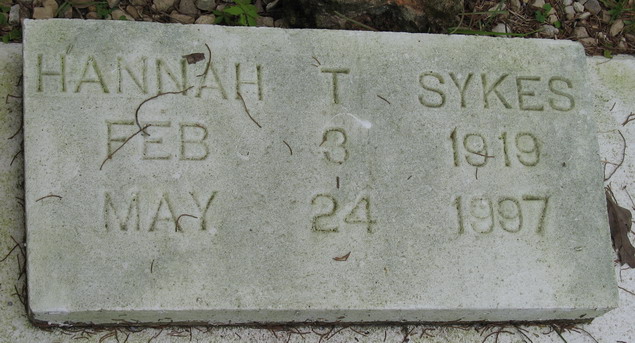 HANNAH T SYKES
FEB 3 1919
MAY 24 1997